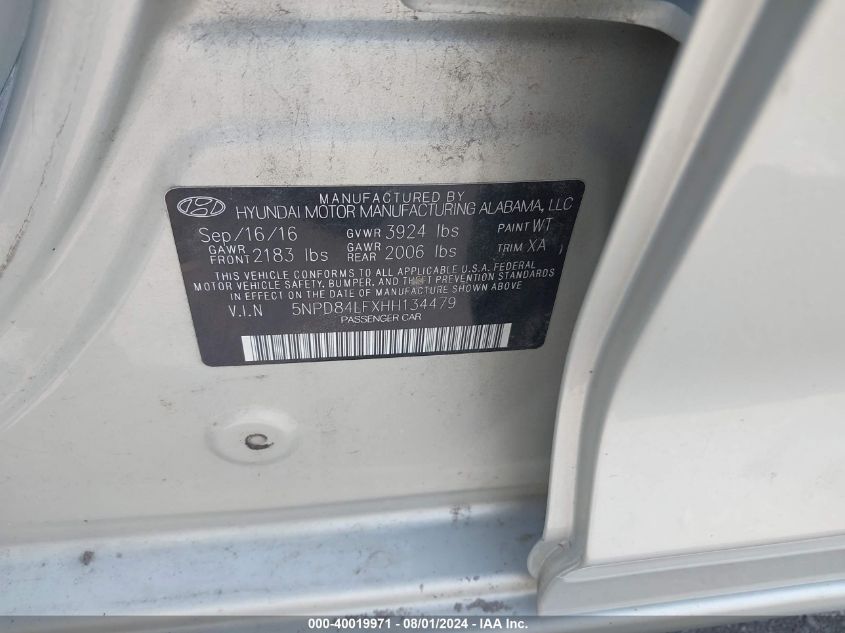 MANUFACTURED BY
HYUNDAI MOTOR MANUFACTURING ALABAMA, LLC
Sep/16/16 GVWR 3924 lbs PAINT WT
GAWR FRONT 2183 lbs GAWR REAR 2006 lbs TRIM XA
THIS VEHICLE CONFORMS TO ALL APPLICABLE U.S.A. FEDERAL
MOTOR VEHICLE SAFETY, BUMPER, AND THEFT PREVENTION STANDARDS
IN EFFECT ON THE DATE OF MANUFACTURE SHOWN ABOVE.
V.I.N 5NPD84LFXHH134479
PASSENGER CAR
000-40019971 - 08/01/2024 - IAAI Inc.